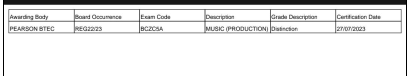 Awarding Body Board Occurrence Exam Code Description Grade Description Certification Date
PEARSON BTEC REG22/23 BCZC5A MUSIC (PRODUCTION) Distinction 27/07/2023